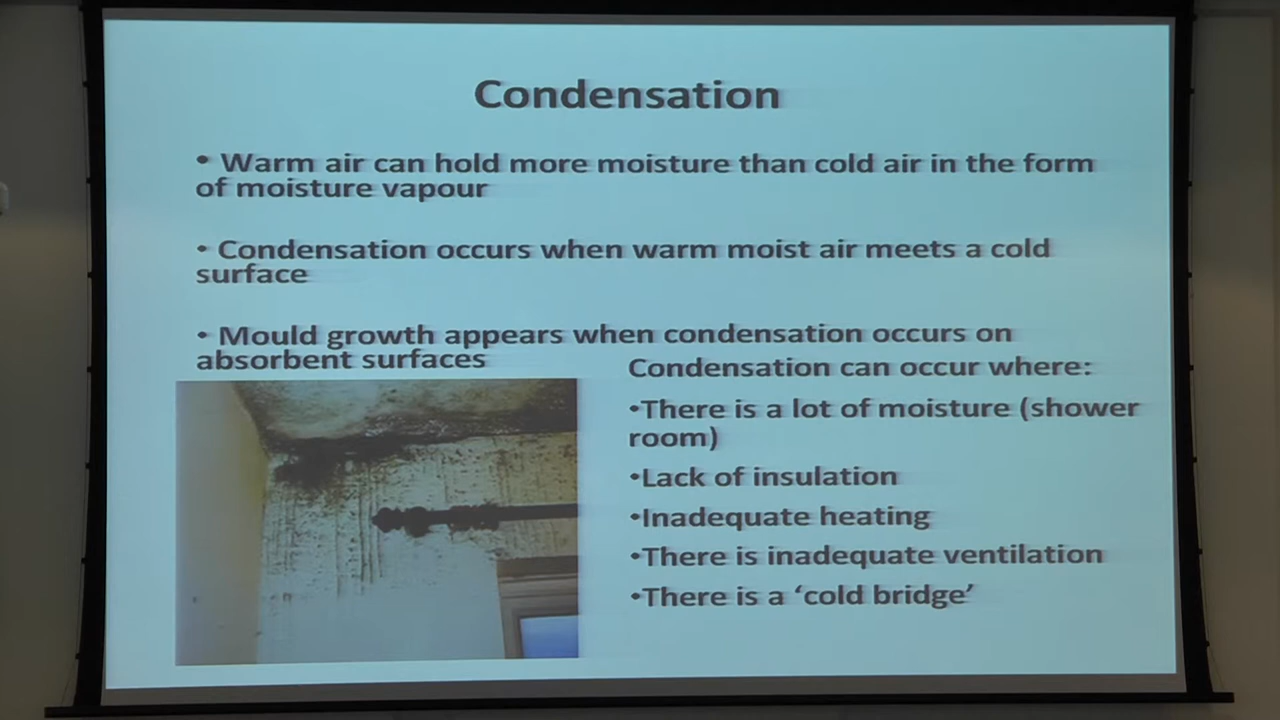 Condensation
• Warm air can hold more moisture than cold air in the form
of moisture vapour
• Condensation occurs when warm moist air meets a cold
surface
• Mould growth appears when condensation occurs on
absorbent surfaces
Condensation can occur where:
•There is a lot of moisture (shower
room)
•Lack of insulation
•Inadequate heating
•There is inadequate ventilation
•There is a ‘cold bridge’